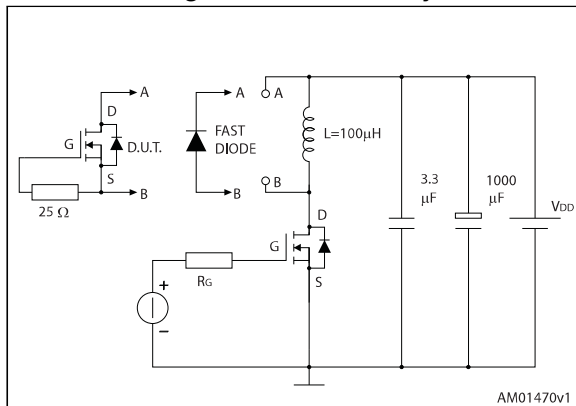 A
D
G
D.U.T.
S
B
25 Ω
A
FAST
DIODE
B
A
L=100μH
B
D
G
S
RG
+
–
3.3
μF
1000
μF
VDD
AM01470v1